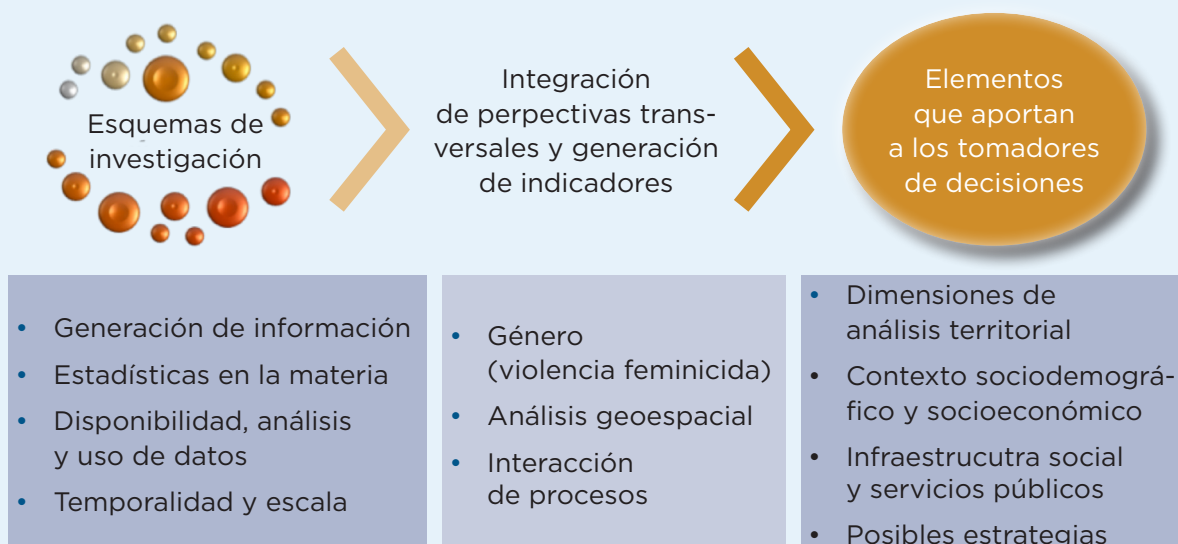 Esquemas de
investigación
Integración
de perpectivas trans-
versales y generación
de indicadores
Elementos
que aportan
a los tomadores
de decisiones
• Generación de información
• Estadísticas en la materia
• Disponibilidad, análisis
y uso de datos
• Temporalidad y escala
• Género
(violencia feminicida)
• Análisis geoespacial
• Interacción
de procesos
• Dimensiones de
análisis territorial
• Contexto sociodemográ-
fico y socioeconómico
• Infraestrucutra social
y servicios públicos
• Posibles estrategias